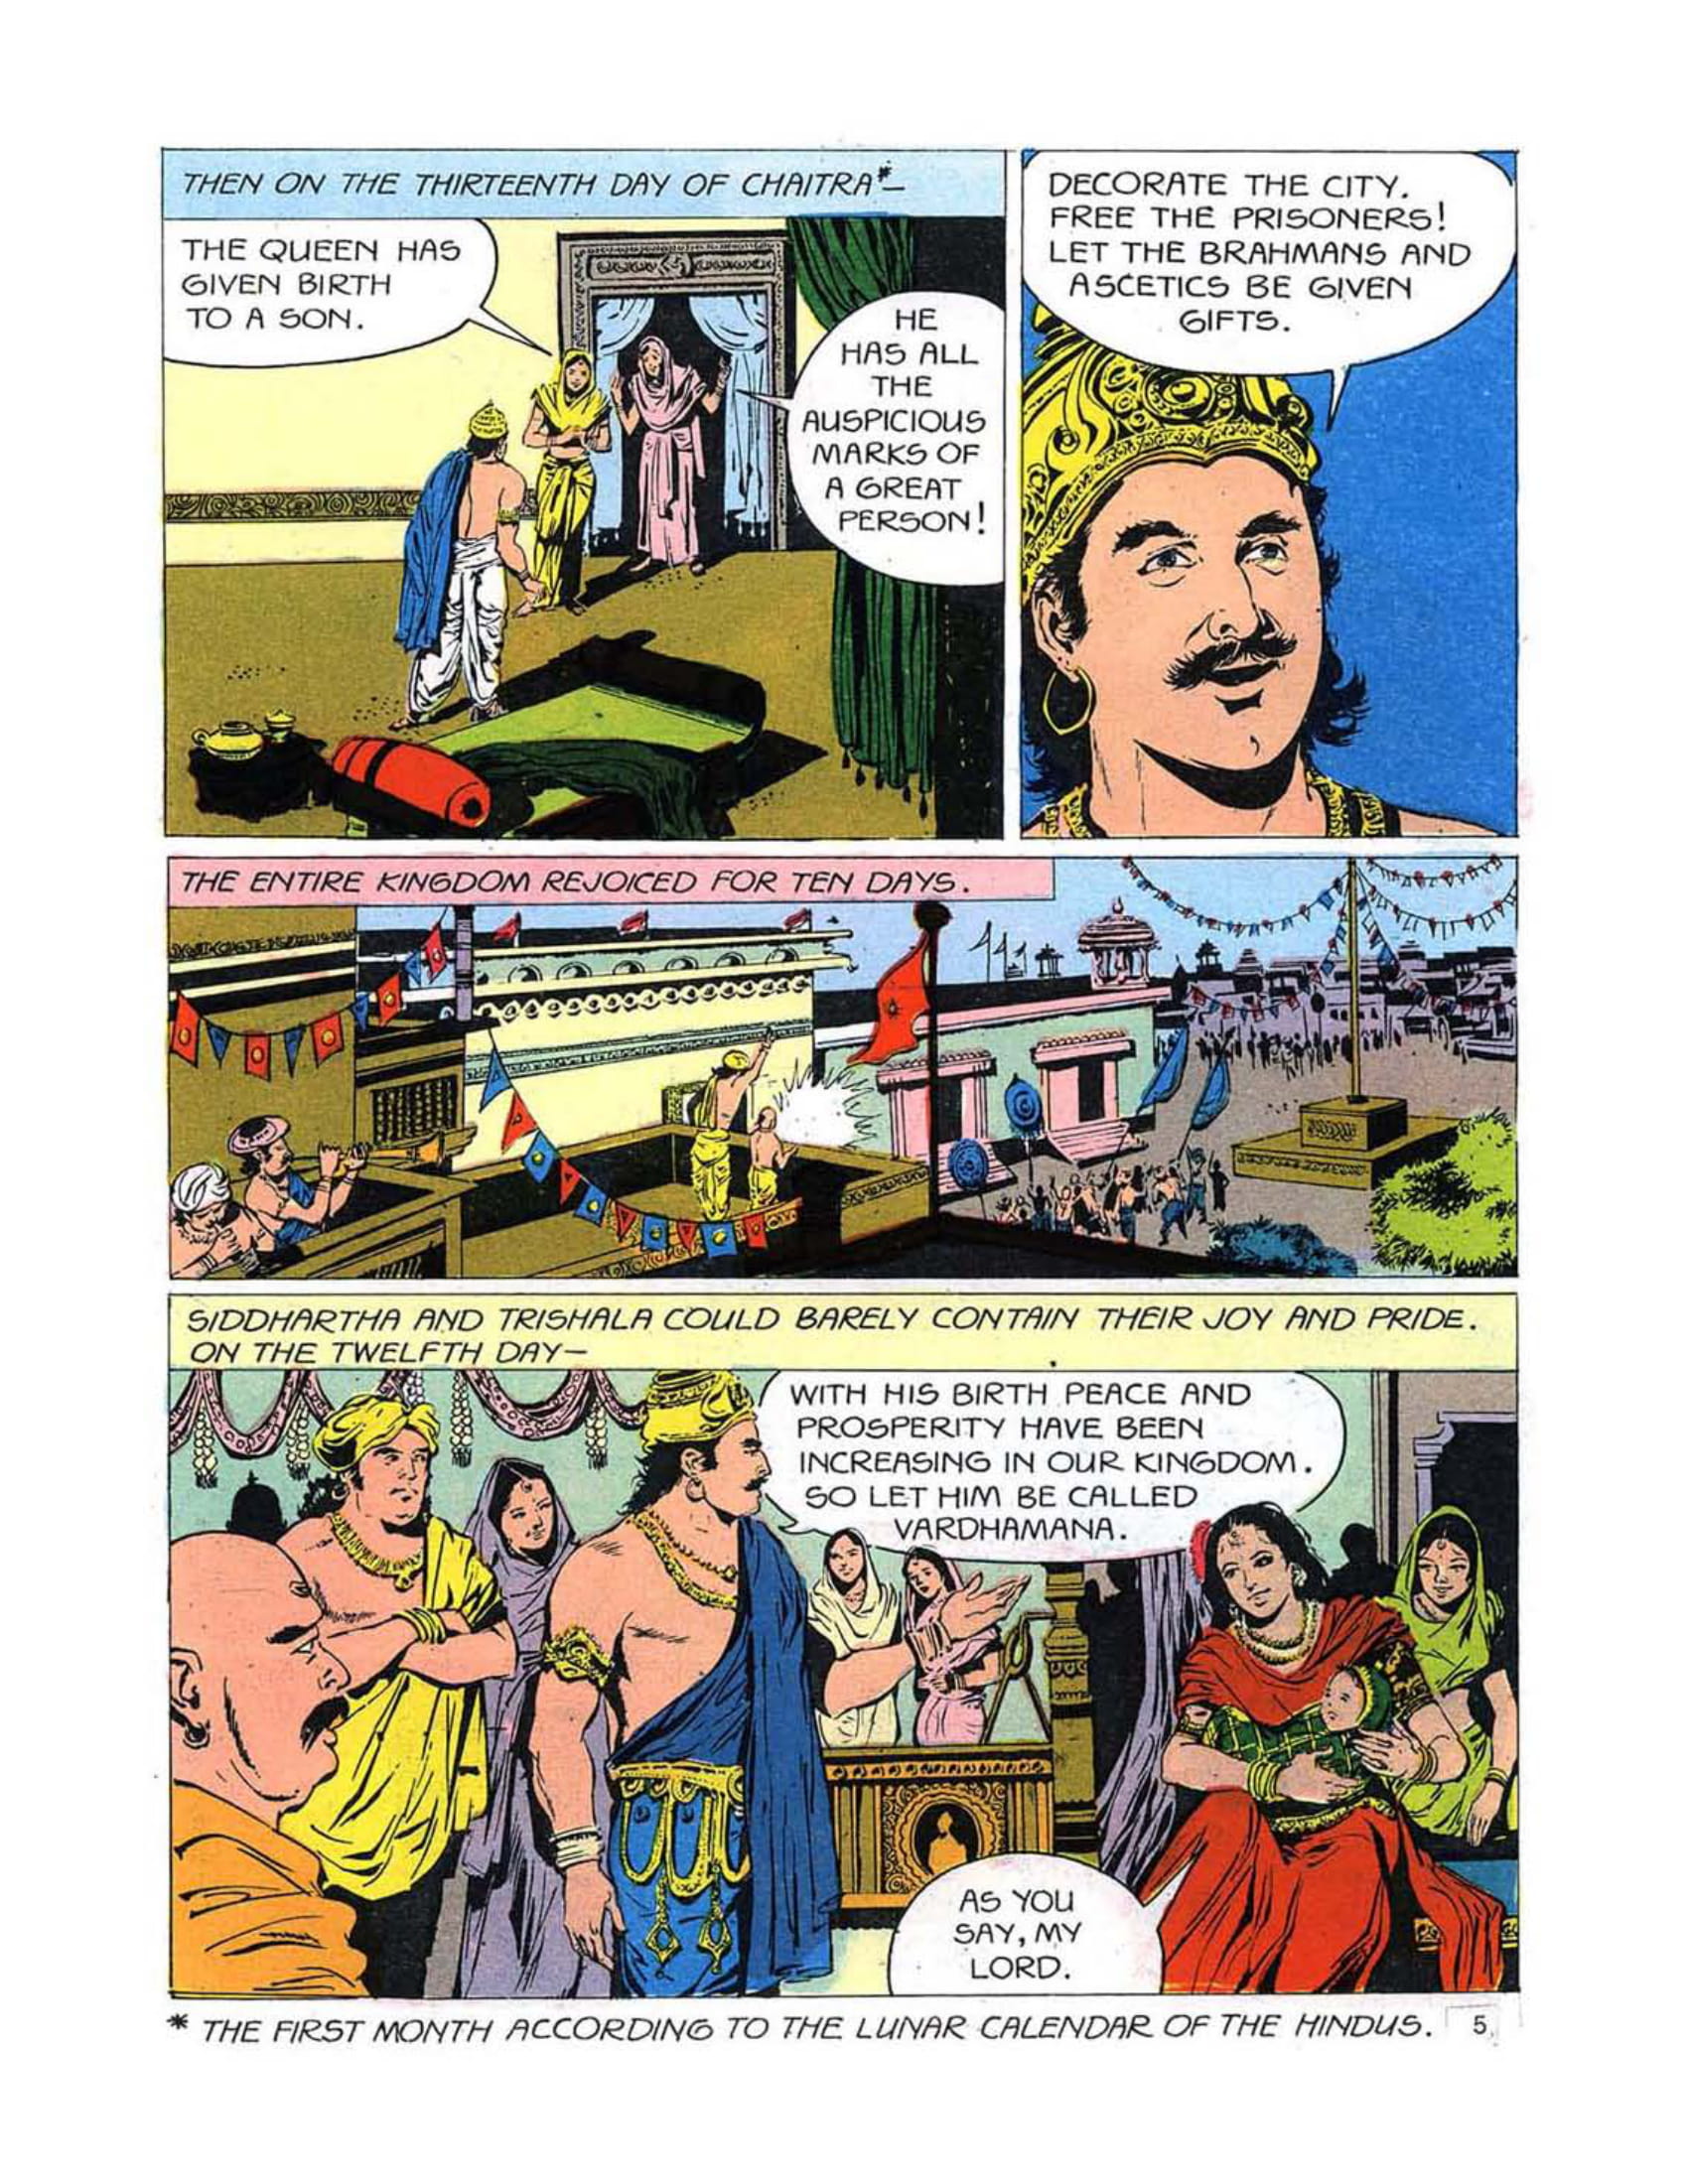 THEN ON THE THIRTEENTH DAY OF CHAITRA*—
THE QUEEN HAS
GIVEN BIRTH
TO A SON.
HE
HAS ALL
THE
AUSPICIOUS
MARKS OF
A GREAT
PERSON!
DECORATE THE CITY.
FREE THE PRISONERS!
LET THE BRAHMANS AND
ASCETICS BE GIVEN
GIFTS.
THE ENTIRE KINGDOM REJOICED FOR TEN DAYS.
SIDDHARTHA AND TRISHALA COULD BARELY CONTAIN THEIR JOY AND PRIDE.
ON THE TWELFTH DAY—
WITH HIS BIRTH PEACE AND
PROSPERITY HAVE BEEN
INCREASING IN OUR KINGDOM.
SO LET HIM BE CALLED
VARDHAMANA.
AS YOU
SAY, MY
LORD.
* THE FIRST MONTH ACCORDING TO THE LUNAR CALENDAR OF THE HINDUS.
5